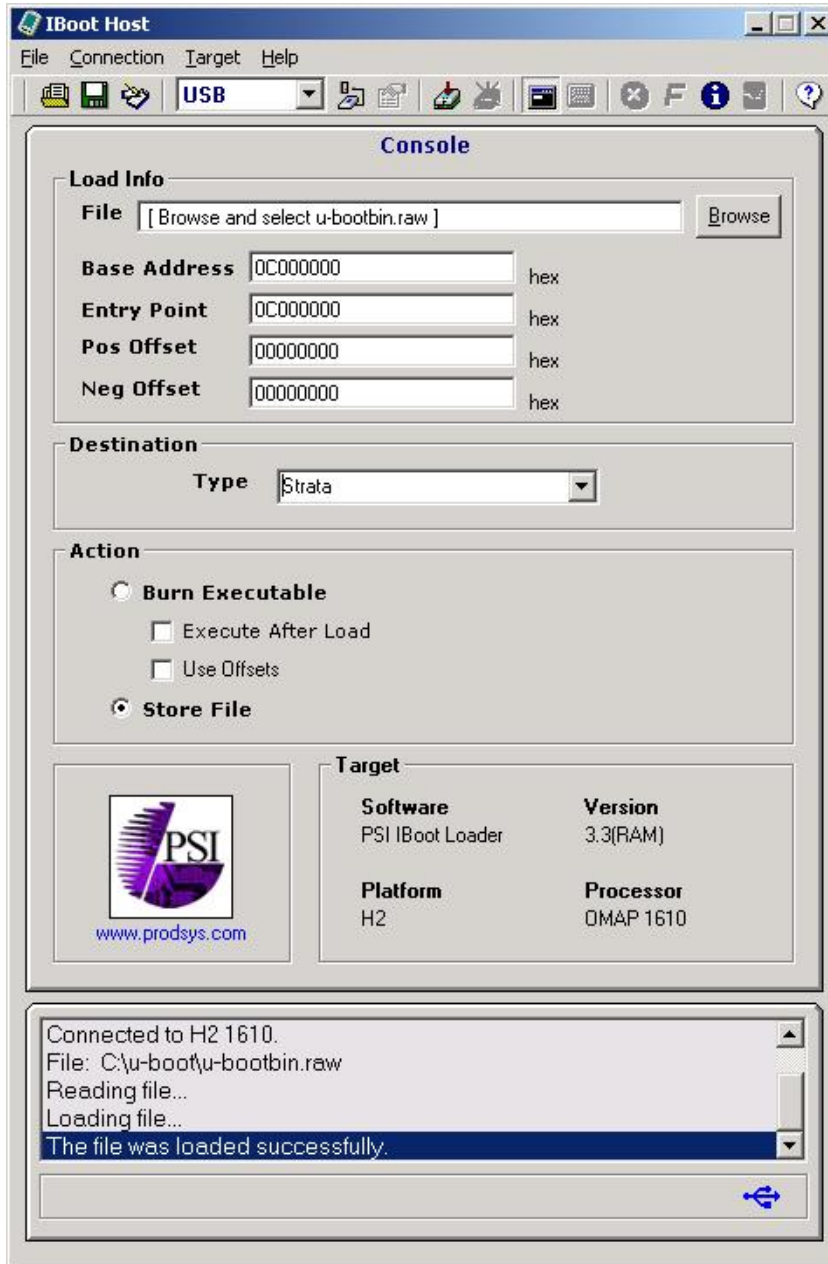 IBoot Host
File Connection Target Help
USB
Console
Load Info
File [ Browse and select u-bootbin.raw ] Browse
Base Address 0C000000 hex
Entry Point 0C000000 hex
Pos Offset 00000000 hex
Neg Offset 00000000 hex
Destination
Type Strata
Action
Burn Executable
Execute After Load
Use Offsets
Store File
PSI
www.prodsys.com
Target
Software Version
PSI IBoot Loader 3.3(RAM)
Platform Processor
H2 OMAP 1610
Connected to H2 1610.
File: C:\u-boot\u-bootbin.raw
Reading file...
Loading file...
The file was loaded successfully.